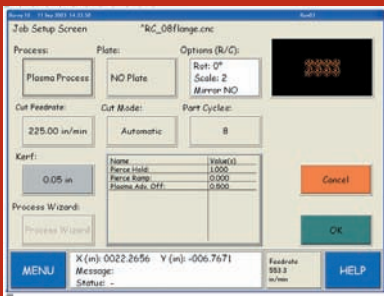 14:33:38
Job Setup Screen "RC_08flange.cnc
Process: Plate: Options (R/C):
Plasma Process NO Plate Rot: 0°
Scale: 2
Mirror NO
Cut Feedrate: Cut Mode: Part Cycles:
225.00 in/min Automatic 8
Kerf:
0.05 in
Name Value(s)
Pierce Hold: 1.000
Pierce Ramp: 0.000
Plasma Adv. Off: 0.500
Cancel
Process Wizard:
Process Wizard
OK
MENU X (in): 0022.2656 Y (in): -006.7671
Message:
Status: -
Feedrate
553.3
in/min
HELP